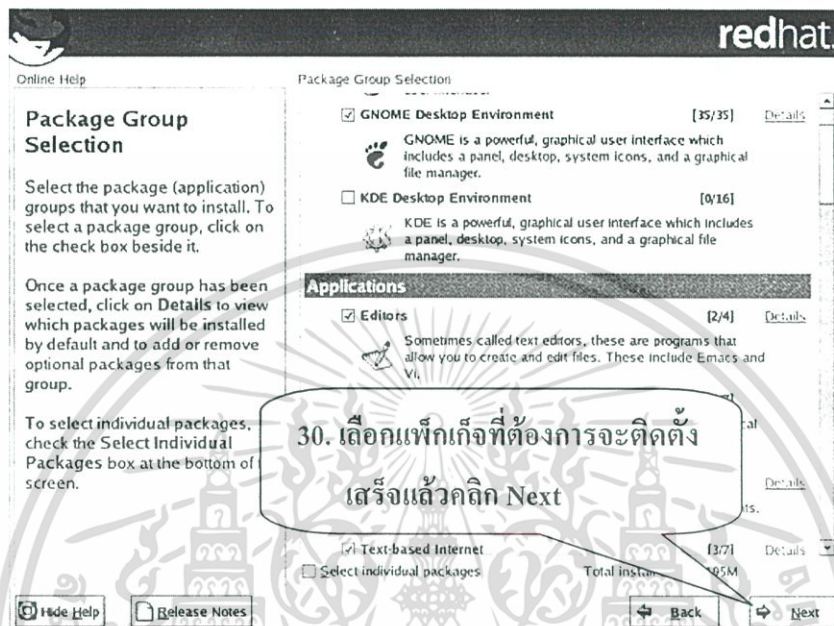 redhat.
Online Help
Package Group Selection
Package Group
Selection
Select the package (application)
groups that you want to install. To
select a package group, click on
the check box beside it.
Once a package group has been
selected, click on Details to view
which packages will be installed
by default and to add or remove
optional packages from that
group.
To select individual packages,
check the Select Individual
Packages box at the bottom of
screen.
GNOME Desktop Environment [35/35] Details
GNOME is a powerful, graphical user interface which
includes a panel, desktop, system icons, and a graphical
file manager.
KDE Desktop Environment [0/16]
KDE is a powerful, graphical user interface which includes
a panel, desktop, system icons, and a graphical file
manager.
Applications
Editors [2/4] Details
Sometimes called text editors, these are programs that
allow you to create and edit files. These include Emacs and
Vi.
30. เลือกแพ็กเก็จที่ต้องการจะติดตั้ง
เสร็จแล้วคลิก Next
Details
Text-based Internet [3/7] Details
Select individual packages Total
Hide Help Release Notes Back Next